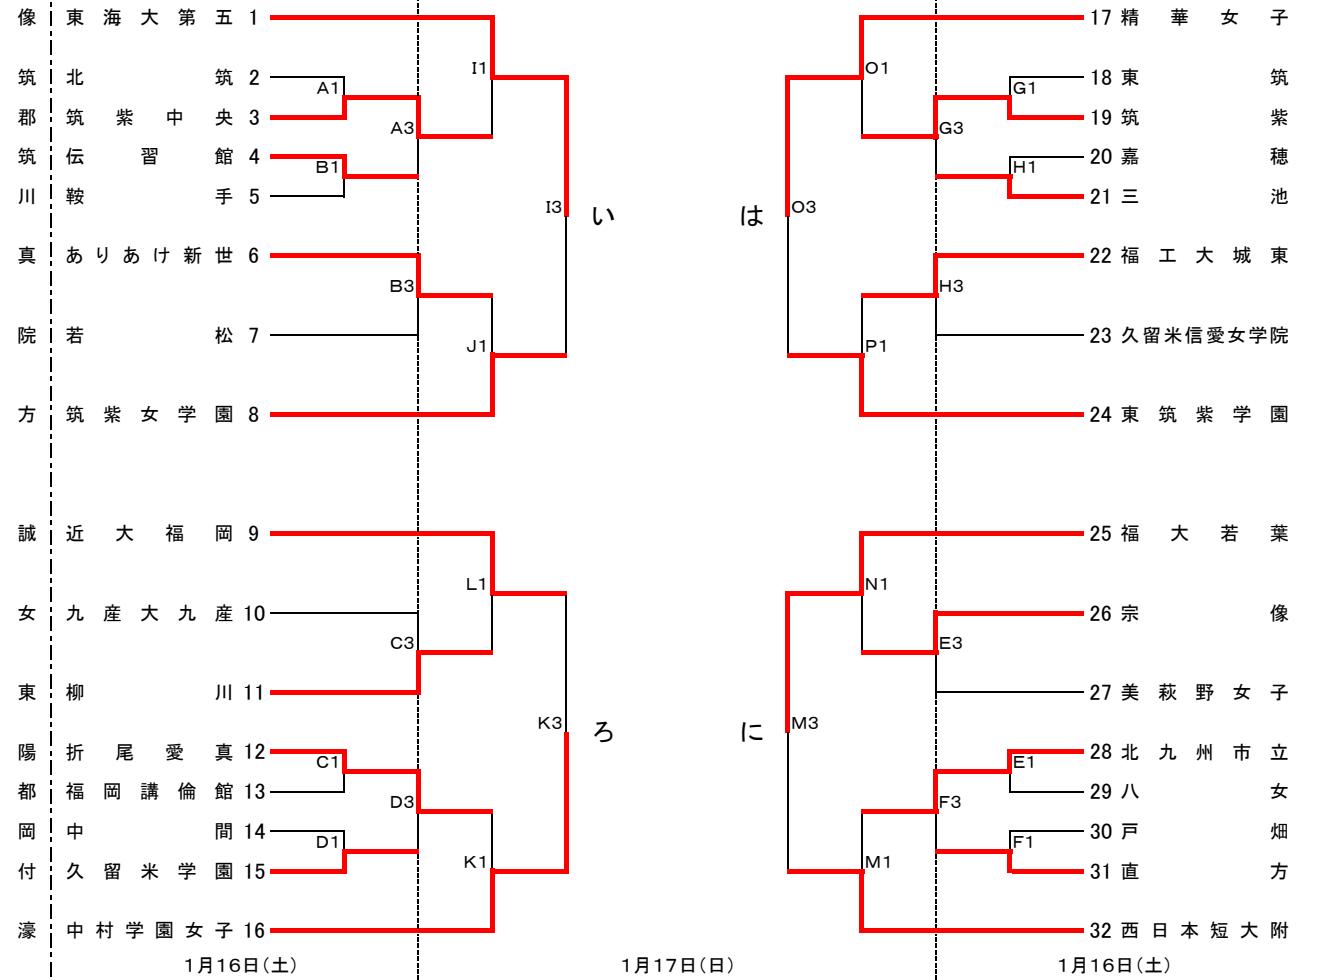 像 東海大第五 1
筑 北筑 2
郡 筑紫中央 3
筑 伝習館 4
川 鞍手 5
真 ありあけ新世 6
院 若松 7
方 筑紫女学園 8
誠 近大福岡 9
女 九産大九産 10
東 柳川 11
陽 折尾愛真 12
都 福岡講倫館 13
岡 中間 14
付 久留米学園 15
濠 中村学園女子 16
A1
B1
A3
B3
I1
J1
I3
い
C1
D1
C3
D3
L1
K1
K3
ろ
は
O3
O1
P1
G3
H3
G1
H1
に
M3
N1
M1
E3
F3
E1
F1
17 精華女子
18 東筑
19 筑紫
20 嘉穂
21 三池
22 福工大城東
23 久留米信愛女学院
24 東筑紫学園
25 福大若葉
26 宗像
27 美萩野女子
28 北九州市立
29 八女
30 戸畑
31 直方
32 西日本短大附
1月16日(土)
1月17日(日)
1月16日(土)